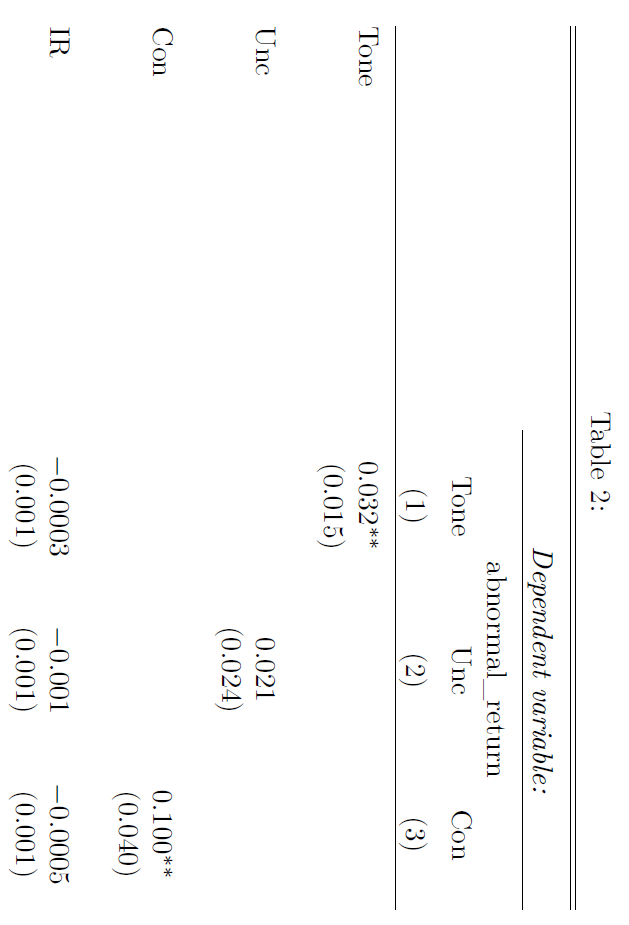 Table 2:
Dependent variable:
abnormal_return
Tone Unc Con
(1) (2) (3)
Tone 0.032**
(0.015)
Unc 0.021
(0.024)
Con 0.100**
(0.040)
IR −0.0003 −0.001 −0.0005
(0.001) (0.001) (0.001)